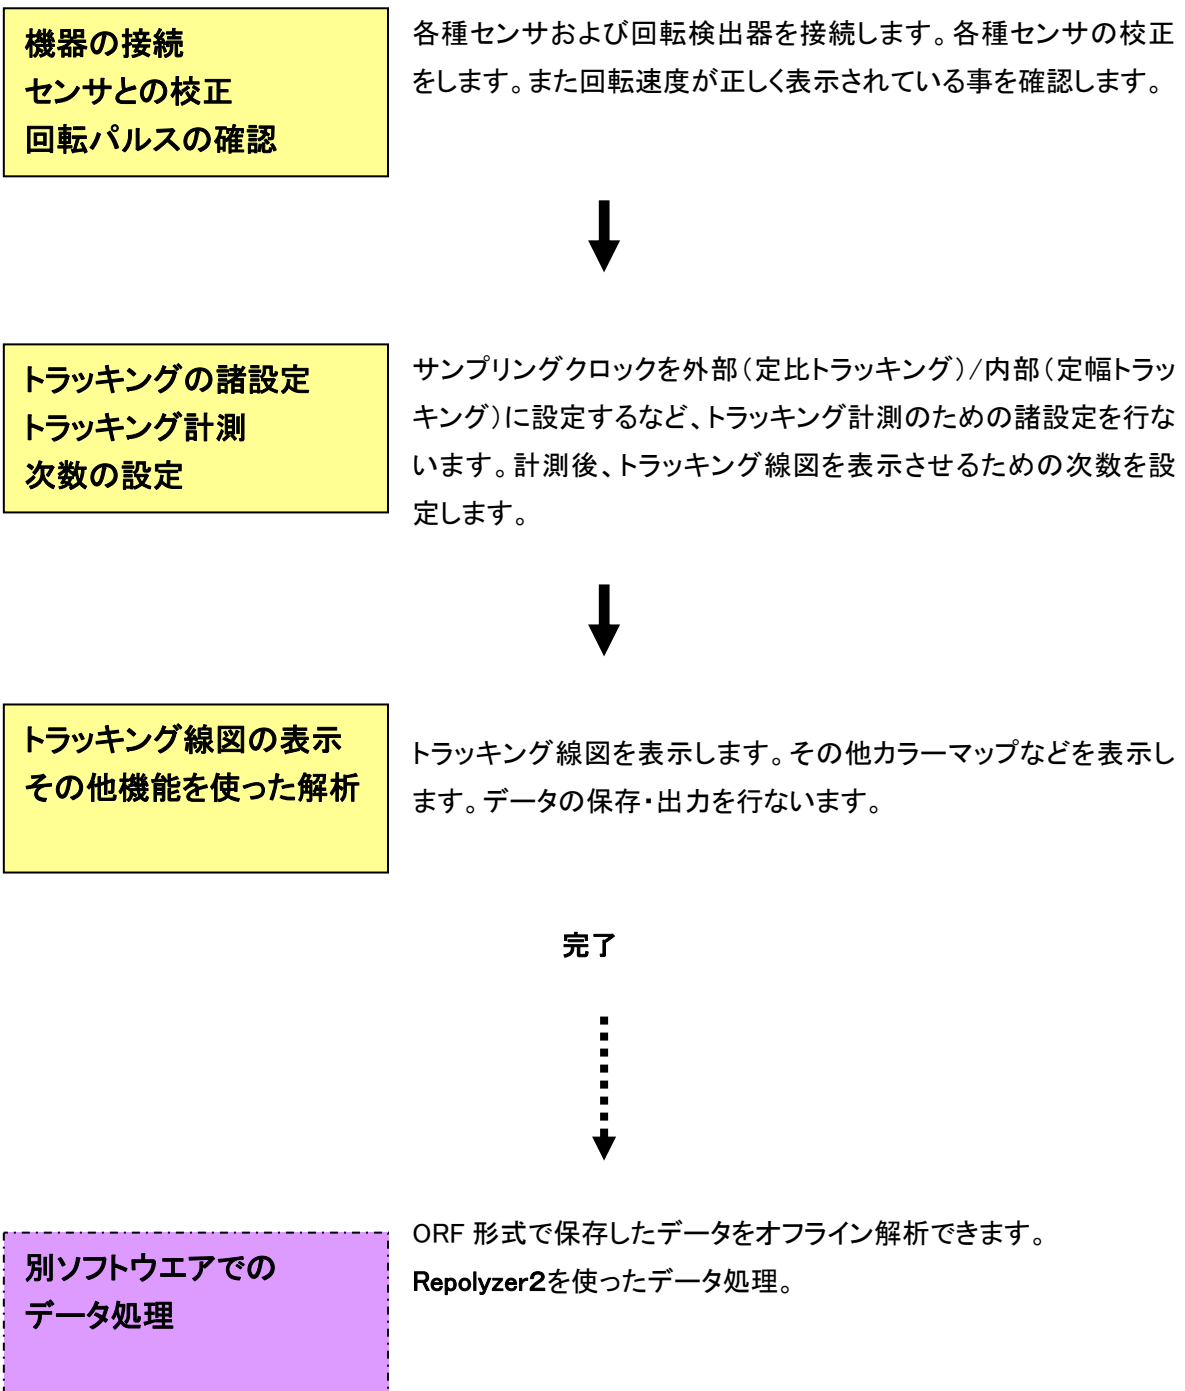 機器の接続
センサとの校正
回転パルスの確認
各種センサおよび回転検出器を接続します。各種センサの校正
をします。また回転速度が正しく表示されている事を確認します。
トラッキングの諸設定
トラッキング計測
次数の設定
サンプリングクロックを外部（定比トラッキング）/内部（定幅トラッ
キング）に設定するなど、トラッキング計測のための諸設定を行な
います。計測後、トラッキング線図を表示させるための次数を設
定します。
トラッキング線図の表示
その他機能を使った解析
トラッキング線図を表示します。その他カラーマップなどを表示し
ます。データの保存・出力を行ないます。
完了
別ソフトウエアでの
データ処理
ORF 形式で保存したデータをオフライン解析できます。
Repolyzer2を使ったデータ処理。